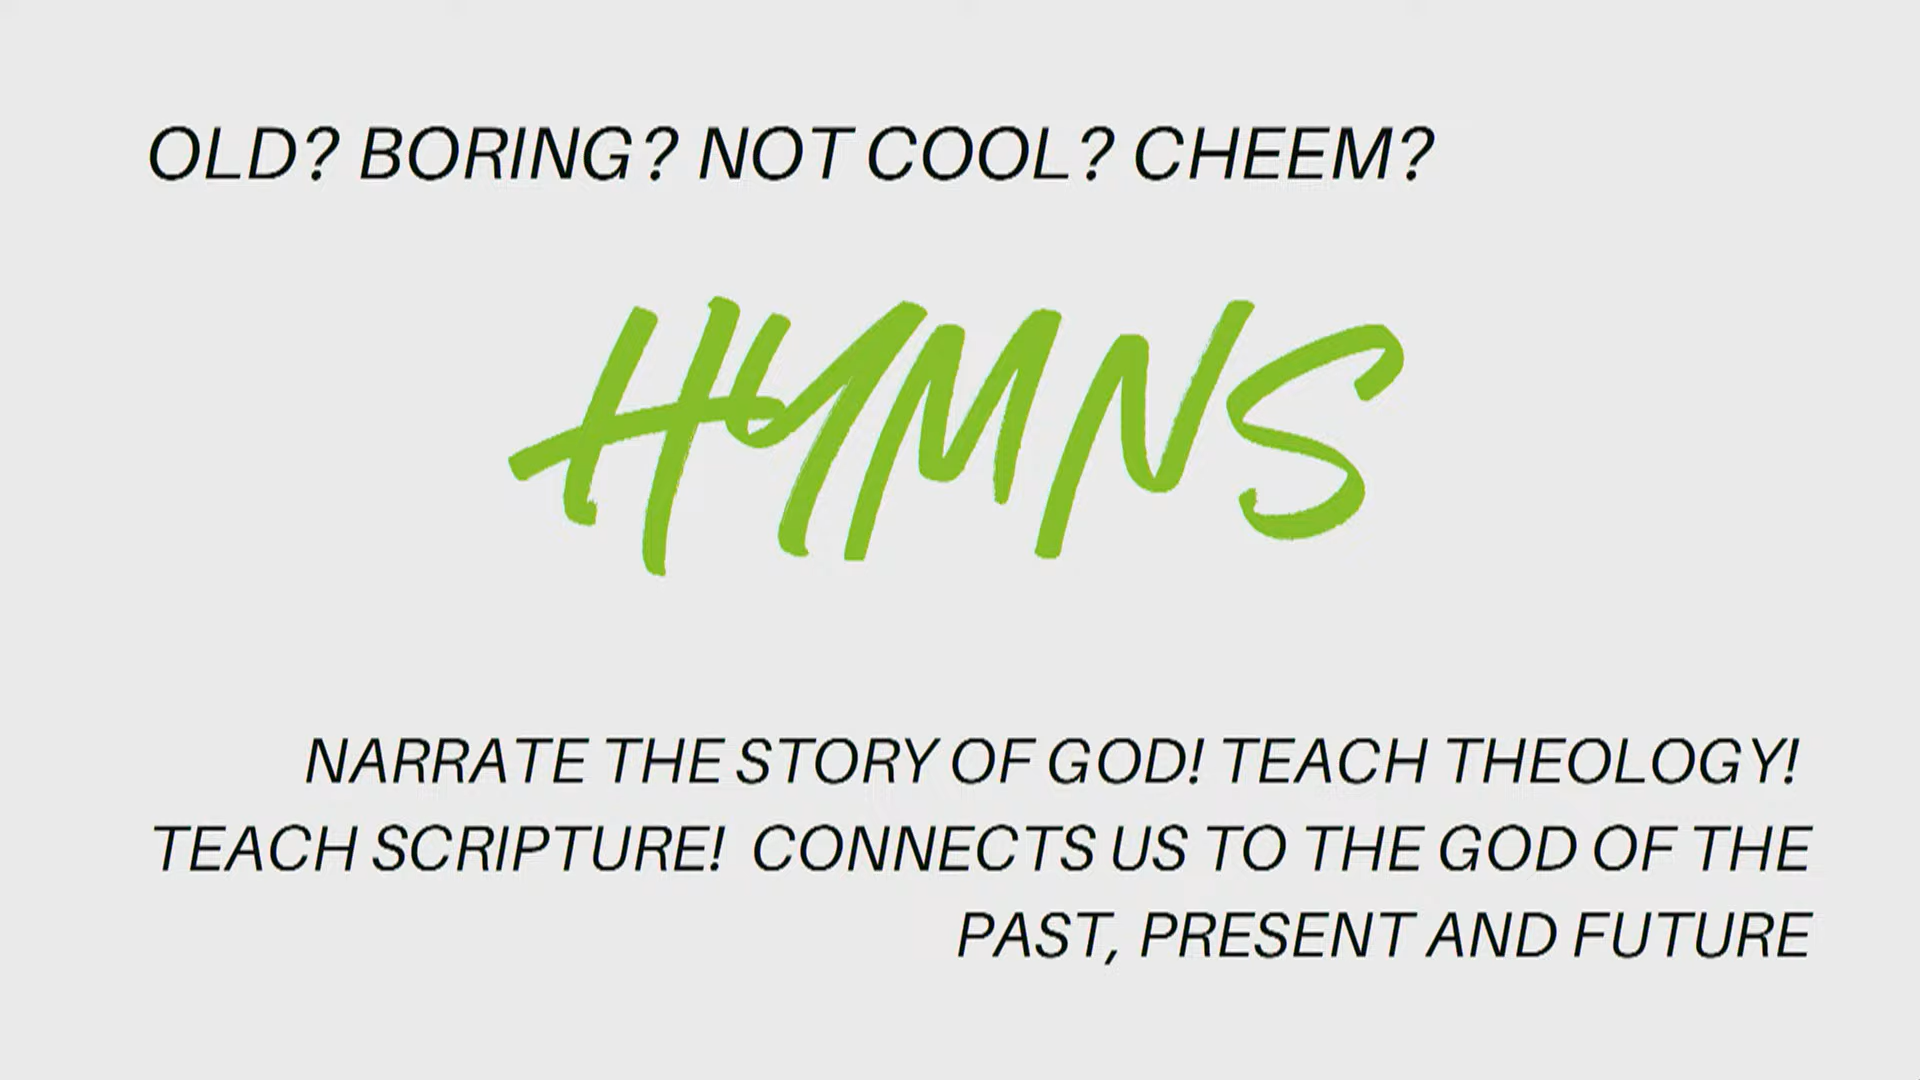 OLD? BORING? NOT COOL? CHEEM?
HYMNS
NARRATE THE STORY OF GOD! TEACH THEOLOGY!
TEACH SCRIPTURE! CONNECTS US TO THE GOD OF THE
PAST, PRESENT AND FUTURE